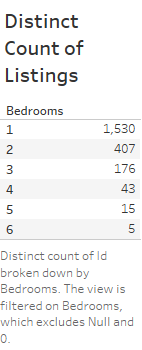 Distinct
Count of
Listings
Bedrooms
1 1,530
2 407
3 176
4 43
5 15
6 5
Distinct count of Id
broken down by
Bedrooms. The view is
filtered on Bedrooms,
which excludes Null and
0.